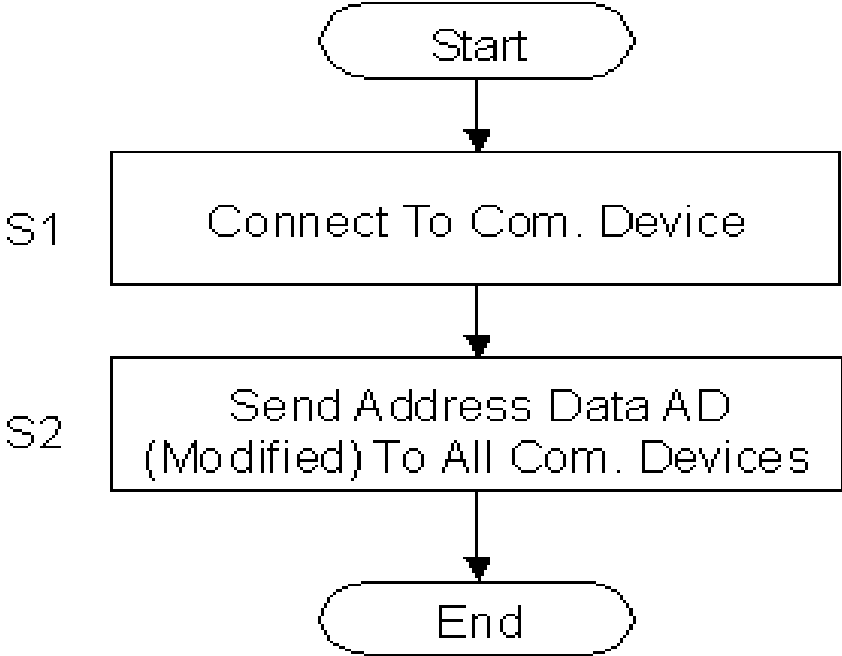 Start
S1
Connect To Com. Device
S2
Send Address Data AD
(Modified) To All Com. Devices
End